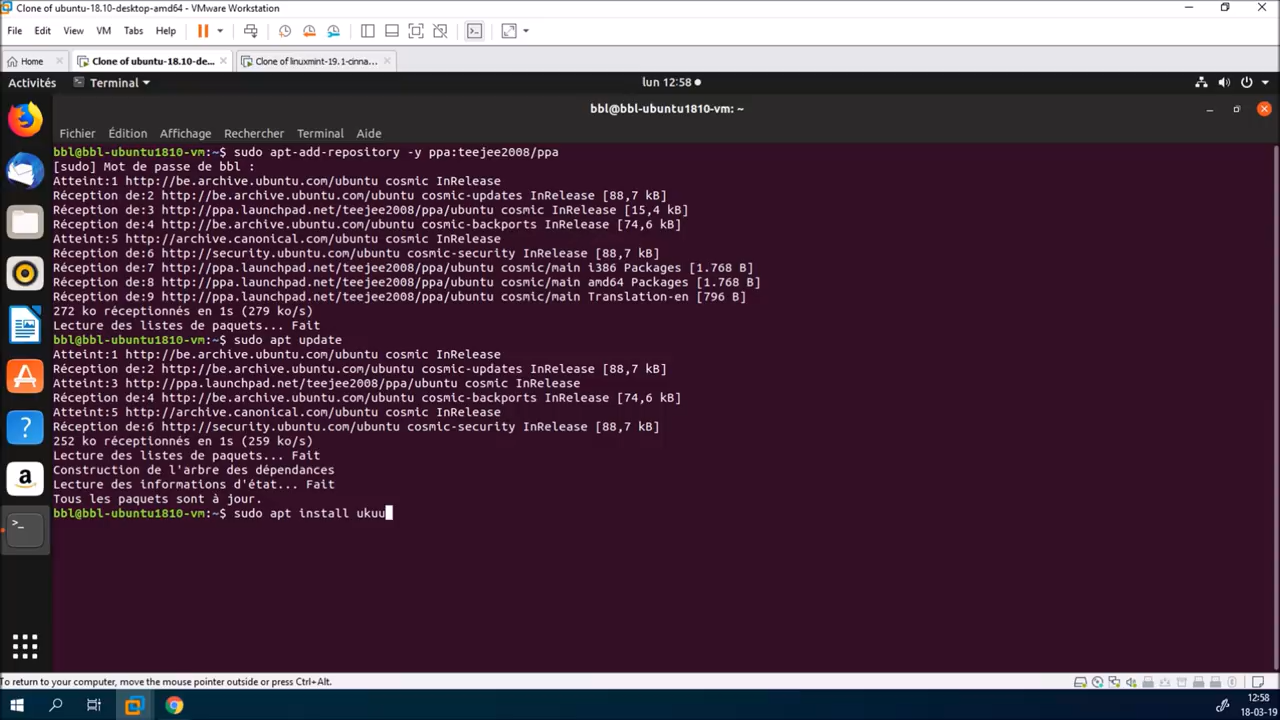 Clone of ubuntu-18.10-desktop-amd64 - VMware Workstation
File Edit View VM Tabs Help
Home Clone of ubuntu-18.10-de... Clone of linuxmint-19.1-cinna...
Activités Terminal lun 12:58
bbl@bbl-ubuntu1810-vm: ~
Fichier Édition Affichage Rechercher Terminal Aide
bbl@bbl-ubuntu1810-vm:~$ sudo apt-add-repository -y ppa:teejee2008/ppa
[sudo] Mot de passe de bbl :
Atteint:1 http://be.archive.ubuntu.com/ubuntu cosmic InRelease
Réception de:2 http://be.archive.ubuntu.com/ubuntu cosmic-updates InRelease [88,7 kB]
Réception de:3 http://ppa.launchpad.net/teejee2008/ppa/ubuntu cosmic InRelease [15,4 kB]
Réception de:4 http://be.archive.ubuntu.com/ubuntu cosmic-backports InRelease [74,6 kB]
Atteint:5 http://archive.canonical.com/ubuntu cosmic InRelease
Réception de:6 http://security.ubuntu.com/ubuntu cosmic-security InRelease [88,7 kB]
Réception de:7 http://ppa.launchpad.net/teejee2008/ppa/ubuntu cosmic/main i386 Packages [1.768 B]
Réception de:8 http://ppa.launchpad.net/teejee2008/ppa/ubuntu cosmic/main amd64 Packages [1.768 B]
Réception de:9 http://ppa.launchpad.net/teejee2008/ppa/ubuntu cosmic/main Translation-en [796 B]
272 ko réceptionnés en 1s (279 ko/s)
Lecture des listes de paquets... Fait
bbl@bbl-ubuntu1810-vm:~$ sudo apt update
Atteint:1 http://be.archive.ubuntu.com/ubuntu cosmic InRelease
Réception de:2 http://be.archive.ubuntu.com/ubuntu cosmic-updates InRelease [88,7 kB]
Atteint:3 http://ppa.launchpad.net/teejee2008/ppa/ubuntu cosmic InRelease
Réception de:4 http://be.archive.ubuntu.com/ubuntu cosmic-backports InRelease [74,6 kB]
Atteint:5 http://archive.canonical.com/ubuntu cosmic InRelease
Réception de:6 http://security.ubuntu.com/ubuntu cosmic-security InRelease [88,7 kB]
252 ko réceptionnés en 1s (259 ko/s)
Lecture des listes de paquets... Fait
Construction de l'arbre des dépendances
Lecture des informations d'état... Fait
Tous les paquets sont à jour.
bbl@bbl-ubuntu1810-vm:~$ sudo apt install ukuu
To return to your computer, move the mouse pointer outside or press Ctrl+Alt.
12:58
18-03-19